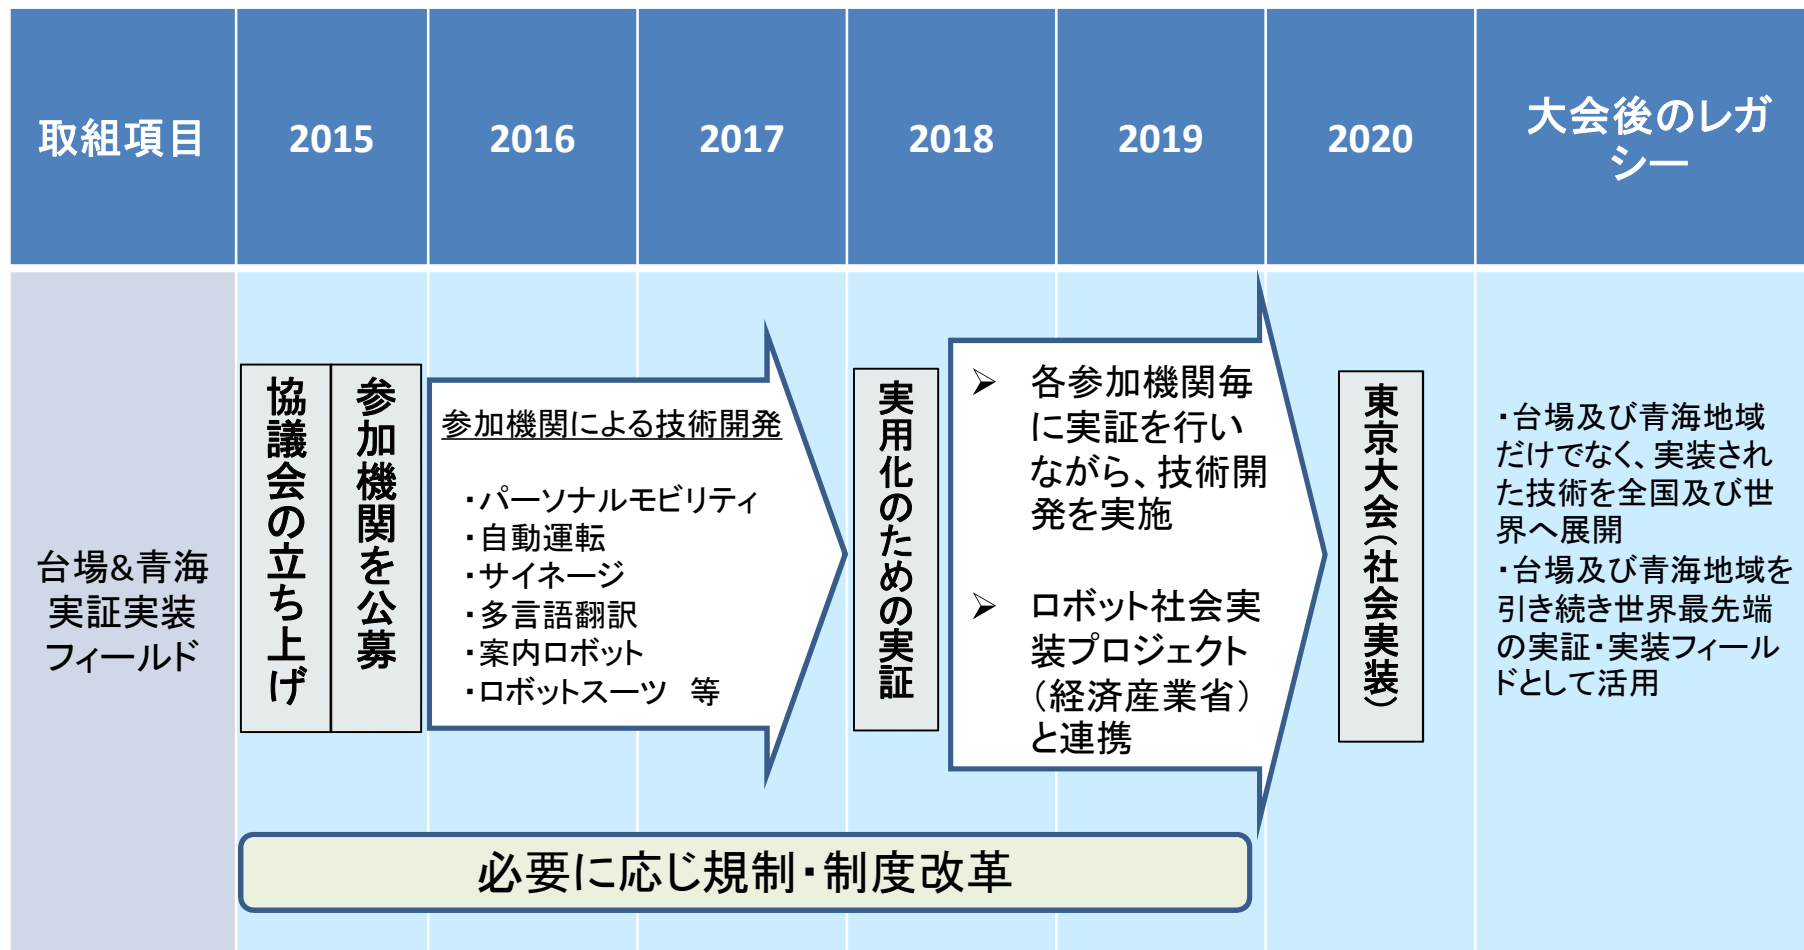 取組項目
2015
2016
2017
2018
2019
2020
大会後のレガ
シー
台場&青海
実証実装
フィールド
協議会の立ち上げ
参加機関を公募
参加機関による技術開発
・パーソナルモビリティ
・自動運転
・サイネージ
・多言語翻訳
・案内ロボット
・ロボットスーツ 等
実用化のための実証
➢ 各参加機関毎
に実証を行い
ながら、技術開
発を実施
➢ ロボット社会実
装プロジェクト
（経済産業省）
と連携
東京大会（社会実装）
・台場及び青海地域
だけでなく、実装され
た技術を全国及び世
界へ展開
・台場及び青海地域を
引き続き世界最先端
の実証・実装フィール
ドとして活用
必要に応じ規制・制度改革